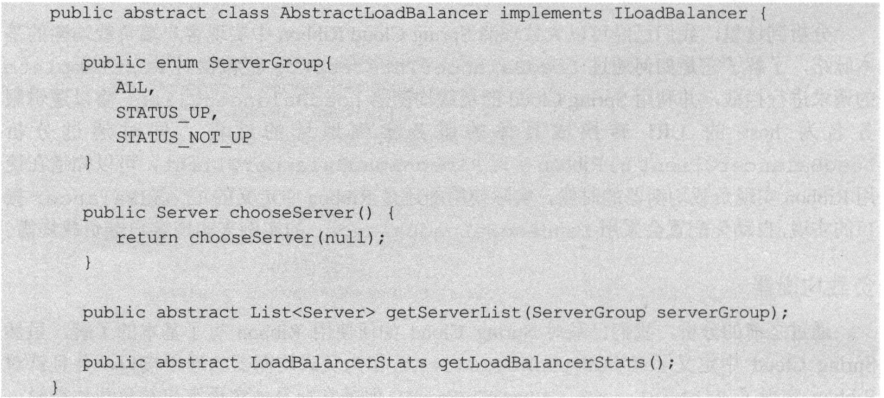 public abstract class AbstractLoadBalancer implements ILoadBalancer {
public enum ServerGroup{
ALL,
STATUS_UP,
STATUS_NOT_UP
}
public Server chooseServer() {
return chooseServer(null);
}
public abstract List<Server> getServerList(ServerGroup serverGroup);
public abstract LoadBalancerStats getLoadBalancerStats();
}